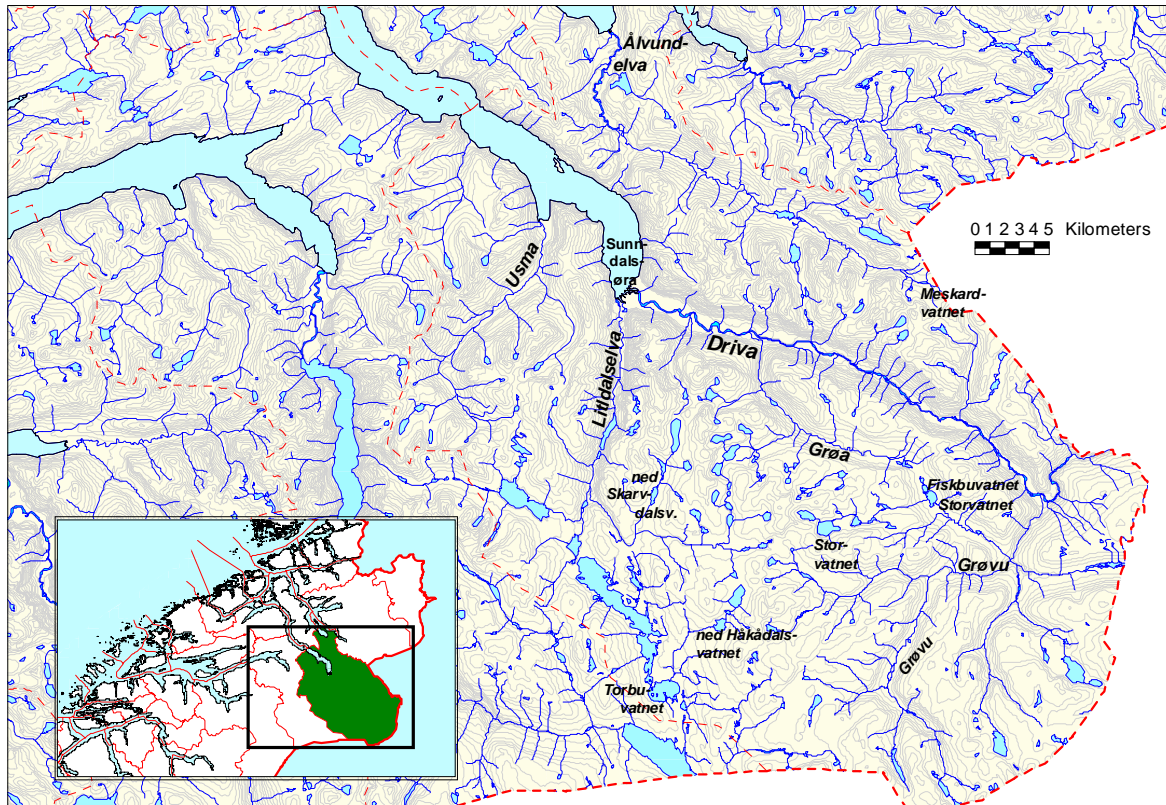 Ålvund-
elva
0 1 2 3 4 5 Kilometers
Sunn-
dals-
øra
Usma
Meskard-
vatnet
Driva
Litldalselva
Grøa
ned
Skarv-
dalsv.
Fiskbuvatnet
Storvatnet
Stor-
vatnet
Grøvu
ned Håkådals-
vatnet
Grøvu
Torbu-
vatnet